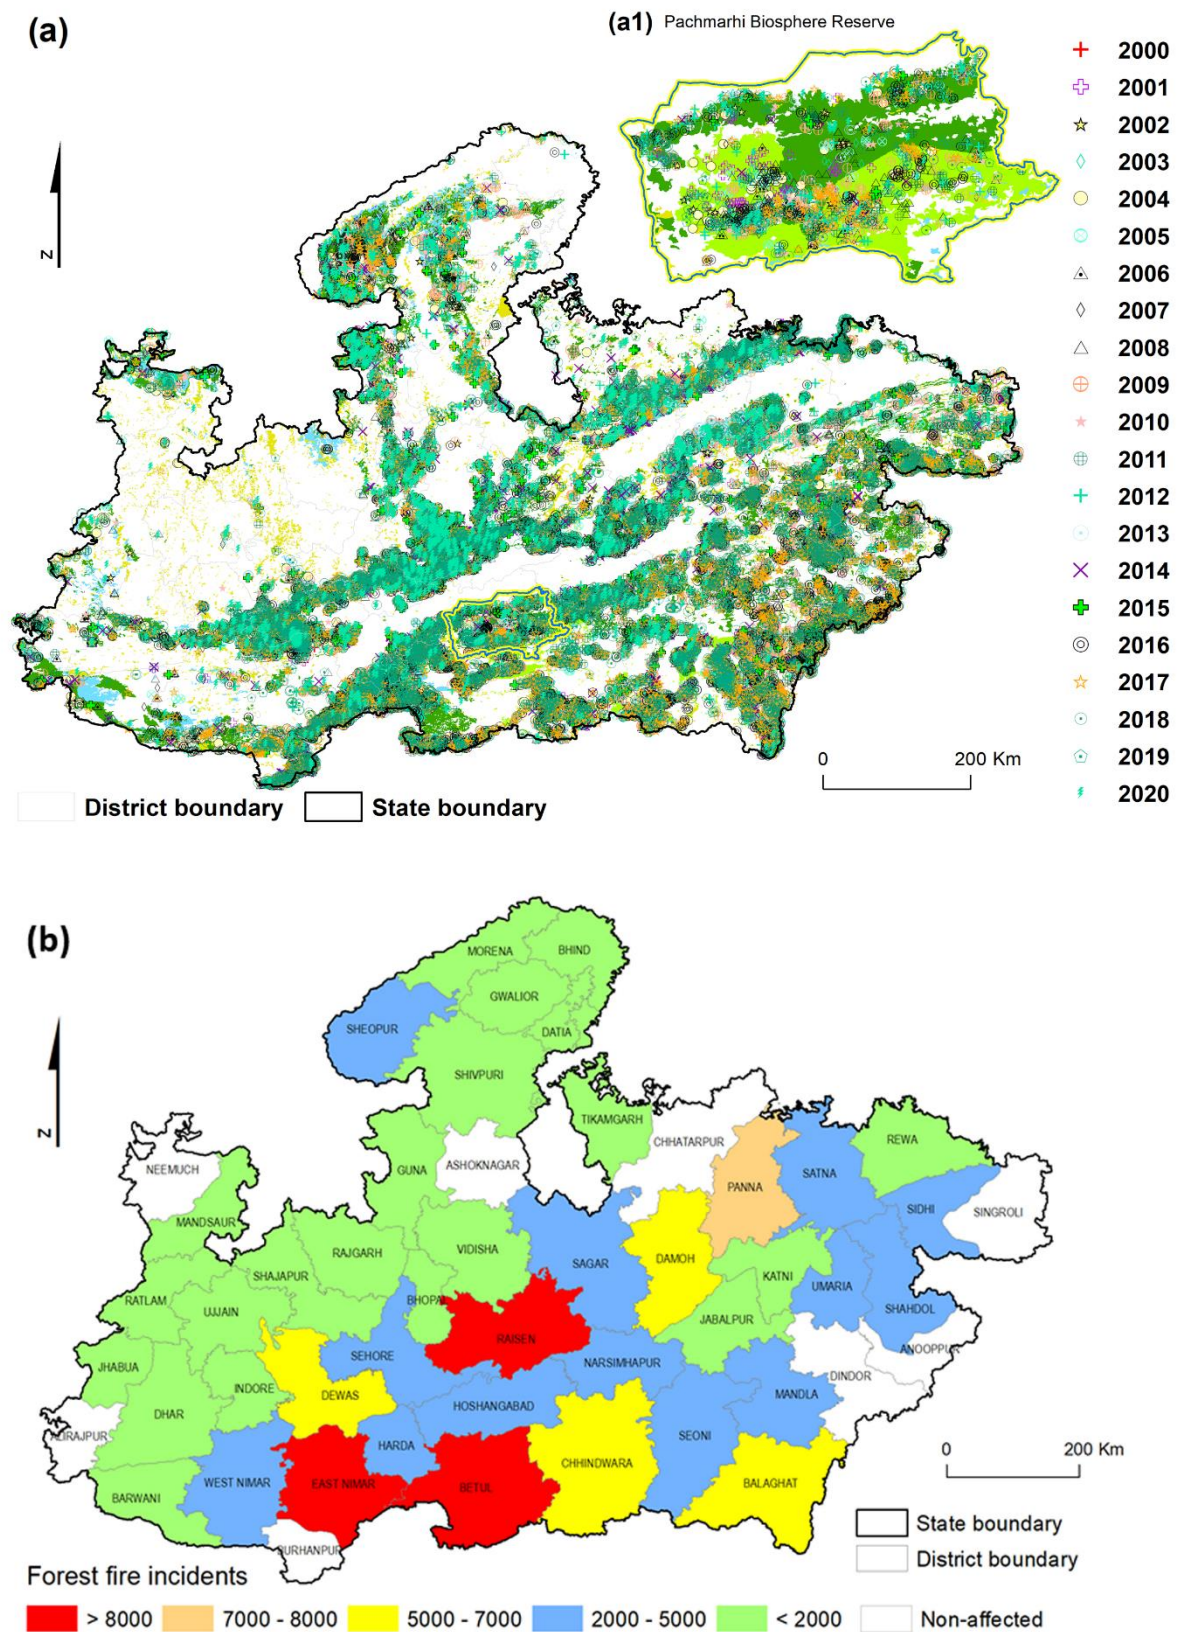 (a)
(a1) Pachmarhi Biosphere Reserve
2000
2001
2002
2003
2004
2005
2006
2007
2008
2009
2010
2011
2012
2013
2014
2015
2016
2017
2018
2019
2020
N
0 200 Km
District boundary State boundary
(b)
N
MORENA
BHIND
GWALIOR
SHEOPUR
DATIA
SHIVPURI
TIKAMGARH
CHHATARPUR
REWA
NEEMUCH
GUNA
ASHOKNAGAR
PANNA
SATNA
SIDHI
SINGROLI
MANDSAUR
RAJGARH
VIDISHA
SAGAR
DAMOH
SHAJAPUR
KATNI
UMARIA
RATLAM
UJJAIN
BHOPA
JABALPUR
SHAHDOL
RAISEN
ANOOPPUR
SEHORE
NARSIMHAPUR
JHABUA
DINDOR
INDORE
DEWAS
MANDLA
HOSHANGABAD
DHAR
SEONI
HARDA
LIRAJPUR
CHHINDWARA
WEST NIMAR
EAST NIMAR
BETUL
BALAGHAT
BARWANI
BURHANPUR
0 200 Km
State boundary
District boundary
Forest fire incidents
> 8000 7000 - 8000 5000 - 7000 2000 - 5000 < 2000 Non-affected